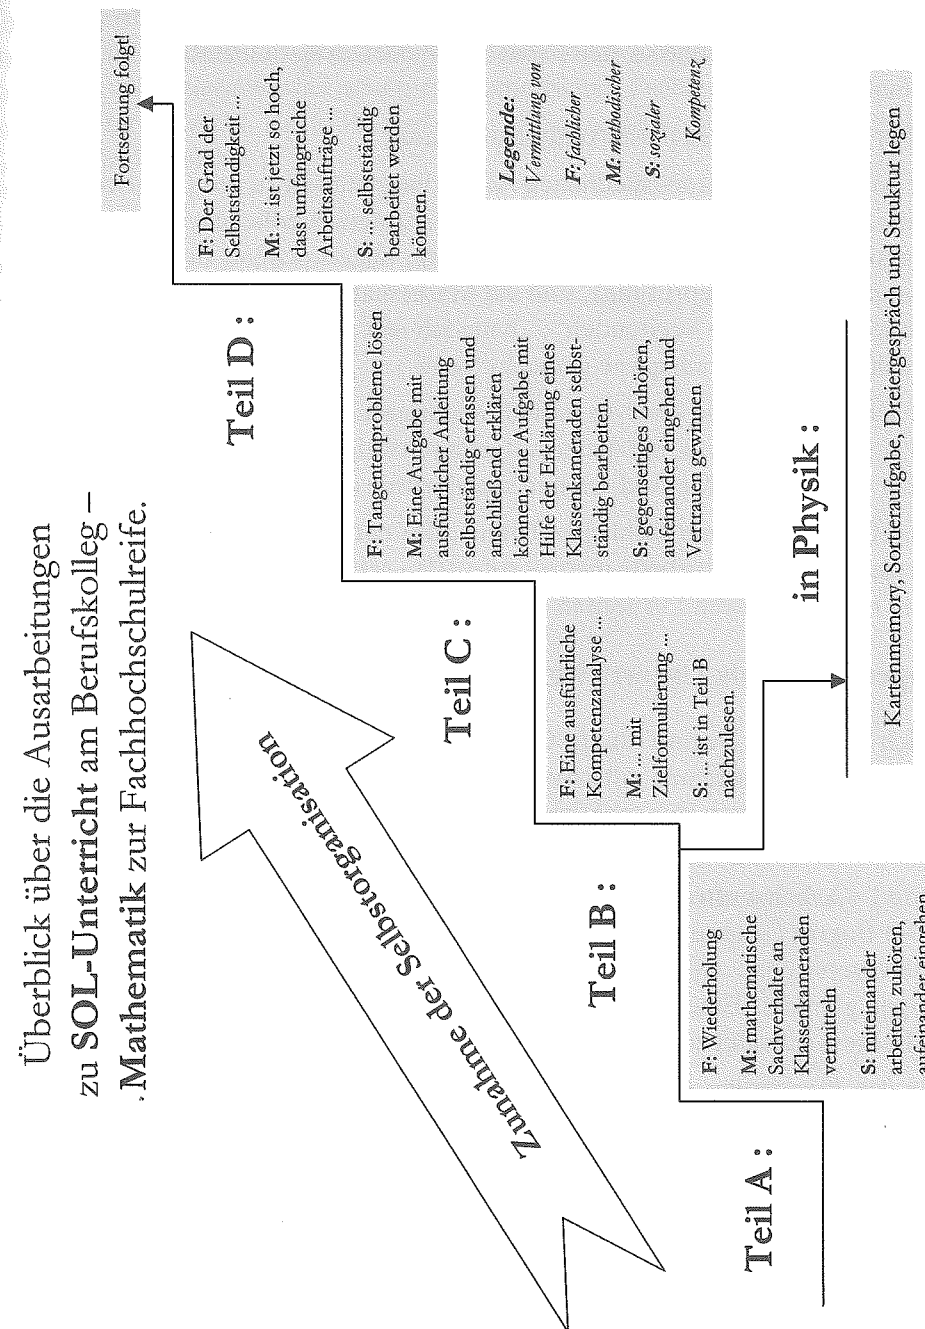 Überblick über die Ausarbeitungen
zu SOL-Unterricht am Berufskolleg –
Mathematik zur Fachhochschulreife.
Zunahme der Selbstorganisation
Teil A :
F: Wiederholung
M: mathematische
Sachverhalte an
Klassenkameraden
vermitteln
S: miteinander
arbeiten, zuhören,
aufeinander eingehen
Teil B :
F: Eine ausführliche
Kompetenzanalyse ...
M: ... mit
Zielformulierung ...
S: ... ist in Teil B
nachzulesen.
Teil C :
F: Tangentenprobleme lösen
M: Eine Aufgabe mit
ausführlicher Anleitung
selbstständig erfassen und
anschließend erklären
können; eine Aufgabe mit
Hilfe der Erklärung eines
Klassenkameraden selbst-
ständig bearbeiten.
S: gegenseitiges Zuhören,
aufeinander eingehen und
Vertrauen gewinnen
Teil D :
F: Der Grad der
Selbstständigkeit ...
M: ... ist jetzt so hoch,
dass umfangreiche
Arbeitsaufträge ...
S: ... selbstständig
bearbeitet werden
können.
Fortsetzung folgt!
in Physik :
Kartenmemory, Sortieraufgabe, Dreiergespräch und Struktur legen
Legende:
Vermittlung von
F: fachlicher
M: methodischer
S: sozialer
Kompetenz